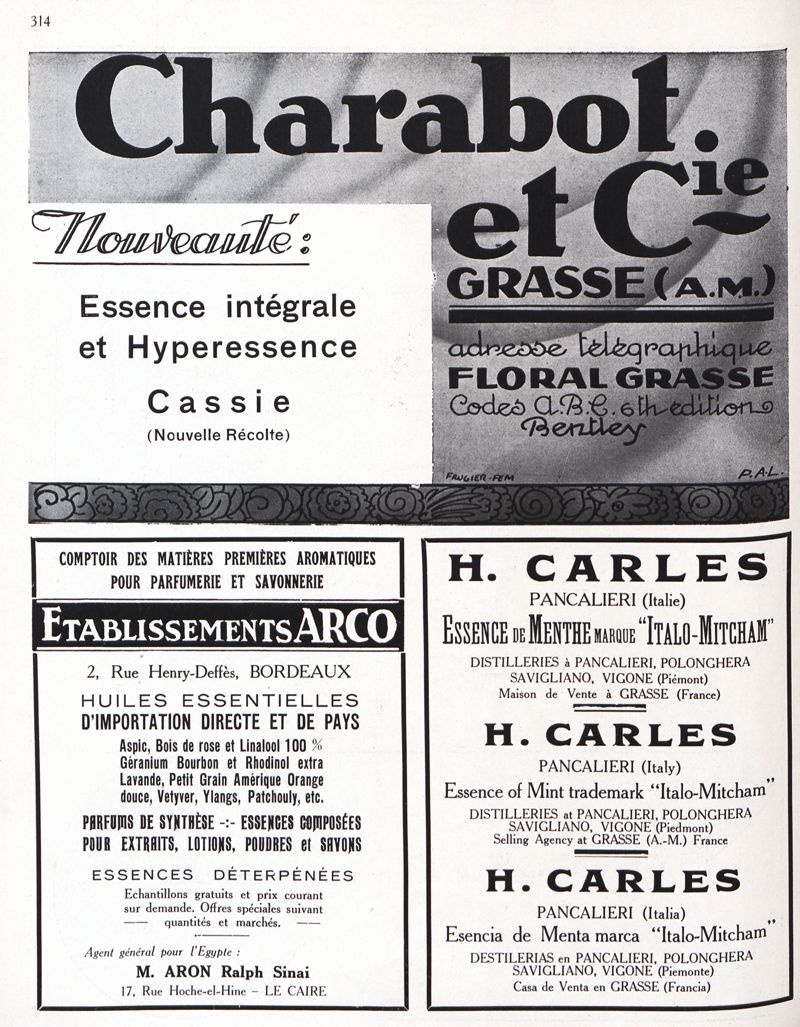 314
Charabot
et Cie
GRASSE (A.M.)
adresse télégraphique
FLORAL GRASSE
Codes A.B.C. 6th edition
Bentley
FAUGIER-FEM
P.A.L.
Nouveauté:
Essence intégrale
et Hyperessence
Cassie
(Nouvelle Récolte)
COMPTOIR DES MATIÈRES PREMIÈRES AROMATIQUES
POUR PARFUMERIE ET SAVONNERIE
ETABLISSEMENTS ARCO
2, Rue Henry-Deffès, BORDEAUX
HUILES ESSENTIELLES
D'IMPORTATION DIRECTE ET DE PAYS
Aspic, Bois de rose et Linalool 100 %
Géranium Bourbon et Rhodinol extra
Lavande, Petit Grain Amérique Orange
douce, Vetyver, Ylangs, Patchouly, etc.
PARFUMS DE SYNTHÈSE -:- ESSENCES COMPOSÉES
POUR EXTRAITS, LOTIONS, POUDRES et SAVONS
ESSENCES DÉTERPÉNÉES
Echantillons gratuits et prix courant
sur demande. Offres spéciales suivant
quantités et marchés.
Agent général pour l'Egypte :
M. ARON Ralph Sinai
17, Rue Hoche-el-Hine – LE CAIRE
H. CARLES
PANCALIERI (Italie)
ESSENCE DE MENTHE MARQUE "ITALO-MITCHAM"
DISTILLERIES à PANCALIERI, POLONGHERA
SAVIGLIANO, VIGONE (Piémont)
Maison de Vente à GRASSE (France)
H. CARLES
PANCALIERI (Italy)
Essence of Mint trademark "Italo-Mitcham"
DISTILLERIES at PANCALIERI, POLONGHERA
SAVIGLIANO, VIGONE (Piedmont)
Selling Agency at GRASSE (A.-M.) France
H. CARLES
PANCALIERI (Italia)
Esencia de Menta marca "Italo-Mitcham"
DESTILERIAS en PANCALIERI, POLONGHERA
SAVIGLIANO, VIGONE (Piemonte)
Casa de Venta en GRASSE (Francia)